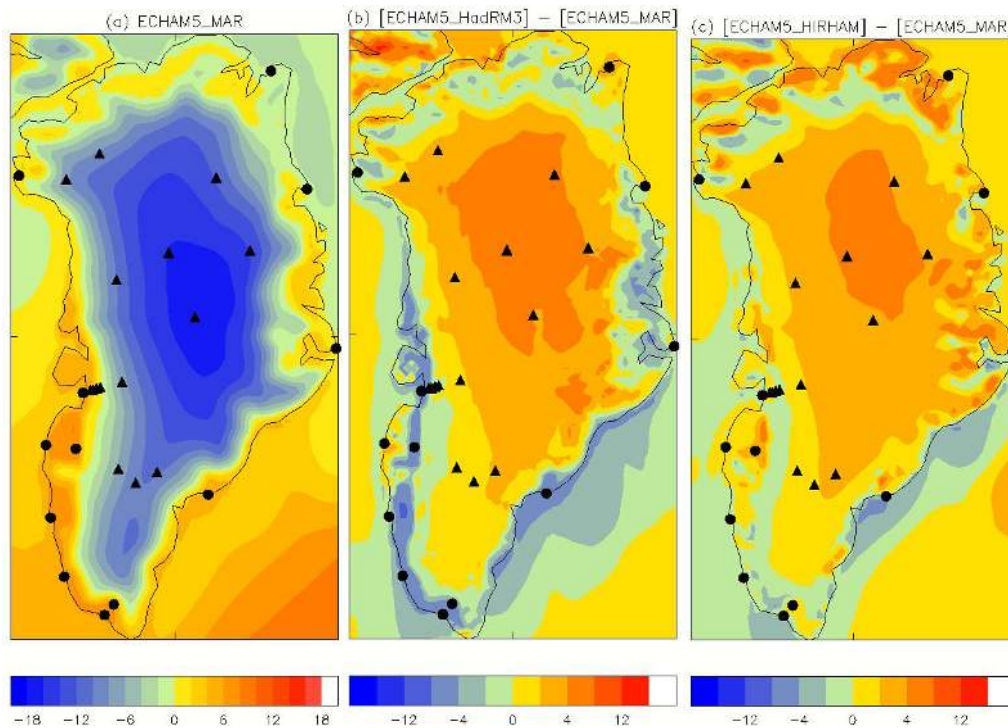 (a) ECHAM5_MAR
(b) [ECHAM5_HadRM3] - [ECHAM5_MAR]
(c) [ECHAM5_HIRHAM] - [ECHAM5_MAR]
-18 -12 -6 0 6 12 18
-12 -4 0 4 12
-12 -4 0 4 12